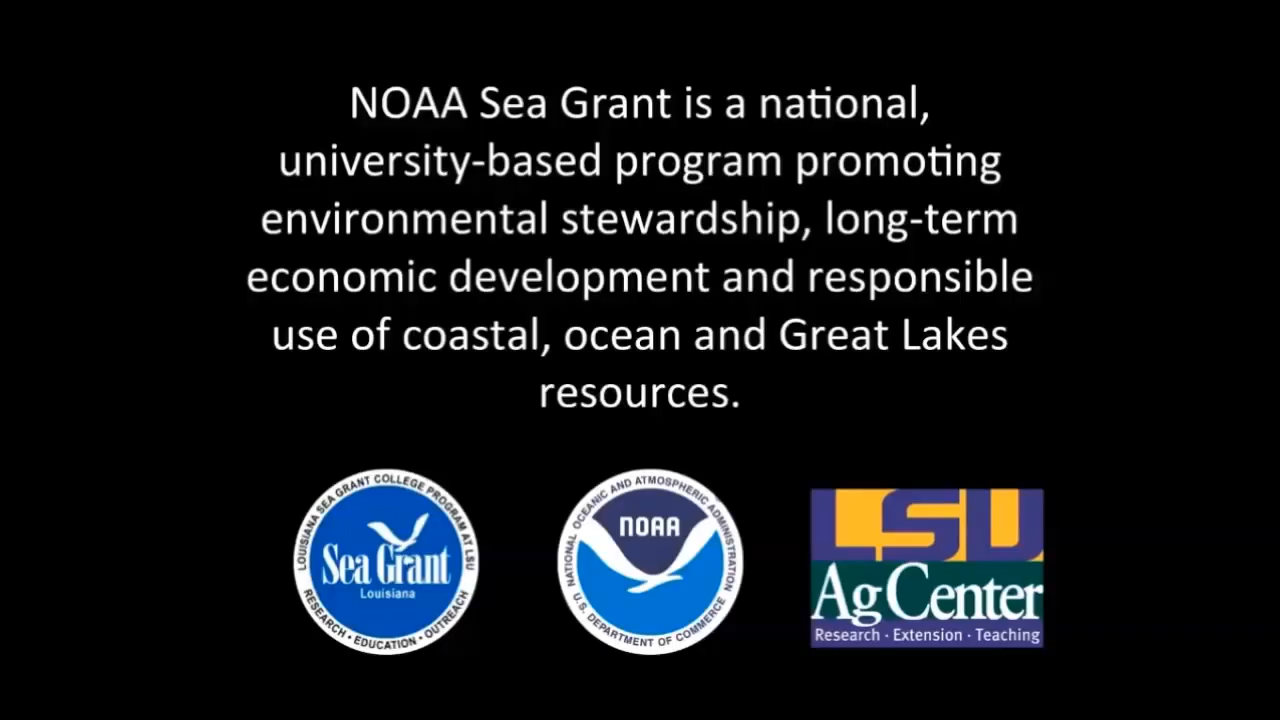 NOAA Sea Grant is a national,
university-based program promoting
environmental stewardship, long-term
economic development and responsible
use of coastal, ocean and Great Lakes
resources.
LOUISIANA SEA GRANT COLLEGE PROGRAM AT LSU
Sea Grant
Louisiana
RESEARCH · EDUCATION · OUTREACH
NATIONAL OCEANIC AND ATMOSPHERIC ADMINISTRATION
NOAA
U.S. DEPARTMENT OF COMMERCE
LSU
AgCenter
Research · Extension · Teaching